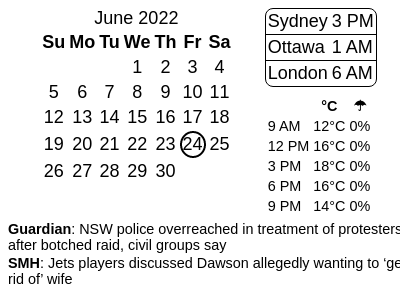 June 2022
Su Mo Tu We Th Fr Sa
1 2 3 4
5 6 7 8 9 10 11
12 13 14 15 16 17 18
19 20 21 22 23 24 25
26 27 28 29 30
Sydney 3 PM
Ottawa 1 AM
London 6 AM
°C ☂
9 AM 12°C 0%
12 PM 16°C 0%
3 PM 18°C 0%
6 PM 16°C 0%
9 PM 14°C 0%
Guardian: NSW police overreached in treatment of protesters
after botched raid, civil groups say
SMH: Jets players discussed Dawson allegedly wanting to ‘ge
rid of’ wife